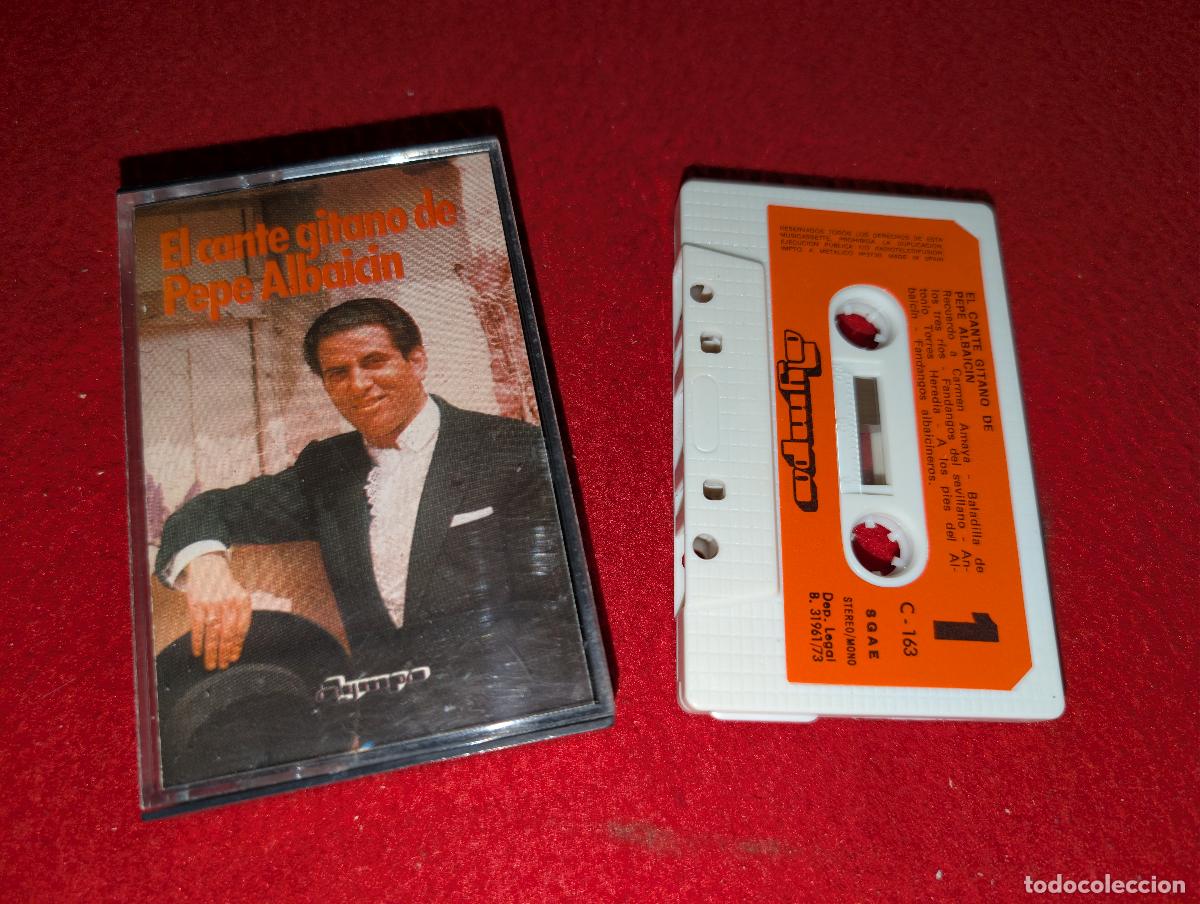 El cante gitano de
Pepe Albaicin
Olympo
RESERVADOS TODOS LOS DERECHOS DE ESTA
MUSICASSETTE. PROHIBIDA LA DUPLICACION,
EJECUCION PUBLICA Y/O RADIOTELEDIFUSION
IMPTO. A METALICO Nº3730 MADE IN SPAIN
EL CANTE GITANO DE
PEPE ALBAICIN
Recuerdo a Carmen Amaya - Baladilla de
los tres ríos - Fandangos del sevillano - An-
tonio Torres Heredia - A los pies del Al-
baicín - Fandangos albaicineros.
Olympo
1
C - 163
SGAE
STEREO/MONO
Dep. Legal
B. 31961/73
todocoleccion